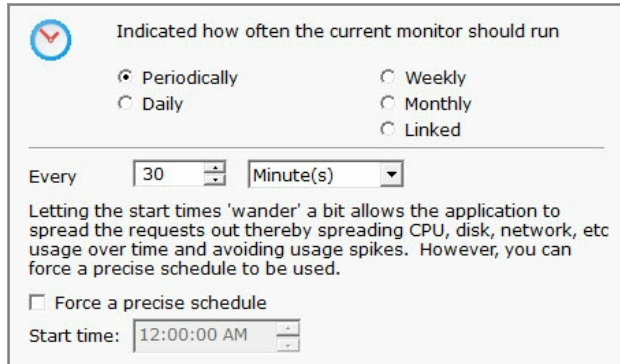 Indicated how often the current monitor should run
Periodically Weekly
Daily Monthly
Linked
Every 30 Minute(s)
Letting the start times 'wander' a bit allows the application to
spread the requests out thereby spreading CPU, disk, network, etc
usage over time and avoiding usage spikes. However, you can
force a precise schedule to be used.
Force a precise schedule
Start time: 12:00:00 AM